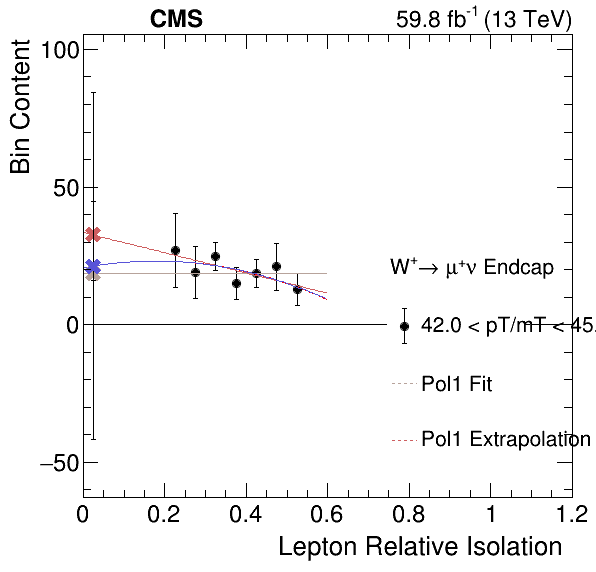 CMS 59.8 fb-1 (13 TeV)
Bin Content
100
50
0
−50
W+→ μ+ν Endcap
42.0 < pT/mT < 45.
Pol1 Fit
Pol1 Extrapolation
0 0.2 0.4 0.6 0.8 1 1.2
Lepton Relative Isolation